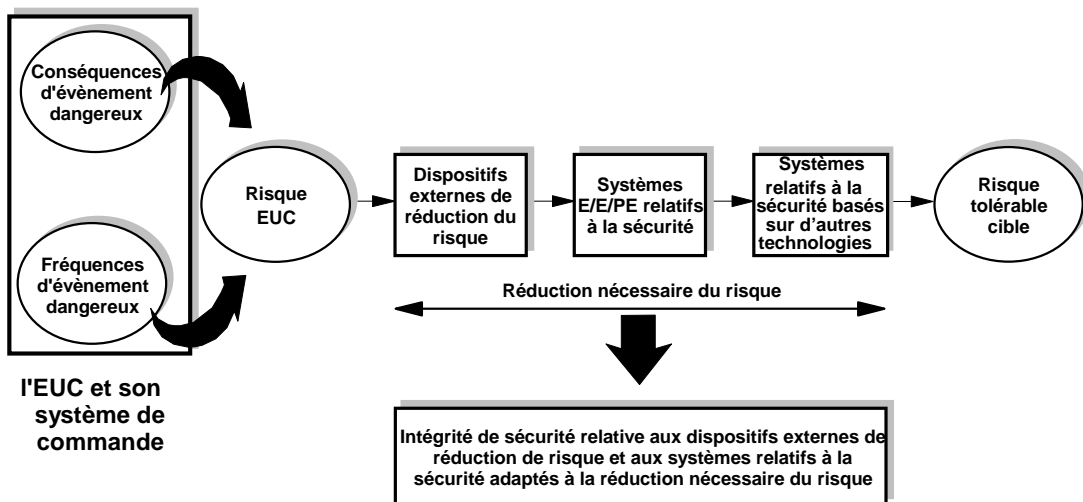 Conséquences
d'évènement
dangereux
Fréquences
d'évènement
dangereux
l'EUC et son
système de
commande
Risque
EUC
Dispositifs
externes de
réduction du
risque
Systèmes
E/E/PE relatifs
à la sécurité
Systèmes
relatifs à la
sécurité basés
sur d'autres
technologies
Risque
tolérable
cible
Réduction nécessaire du risque
Intégrité de sécurité relative aux dispositifs externes de
réduction de risque et aux systèmes relatifs à la
sécurité adaptés à la réduction nécessaire du risque